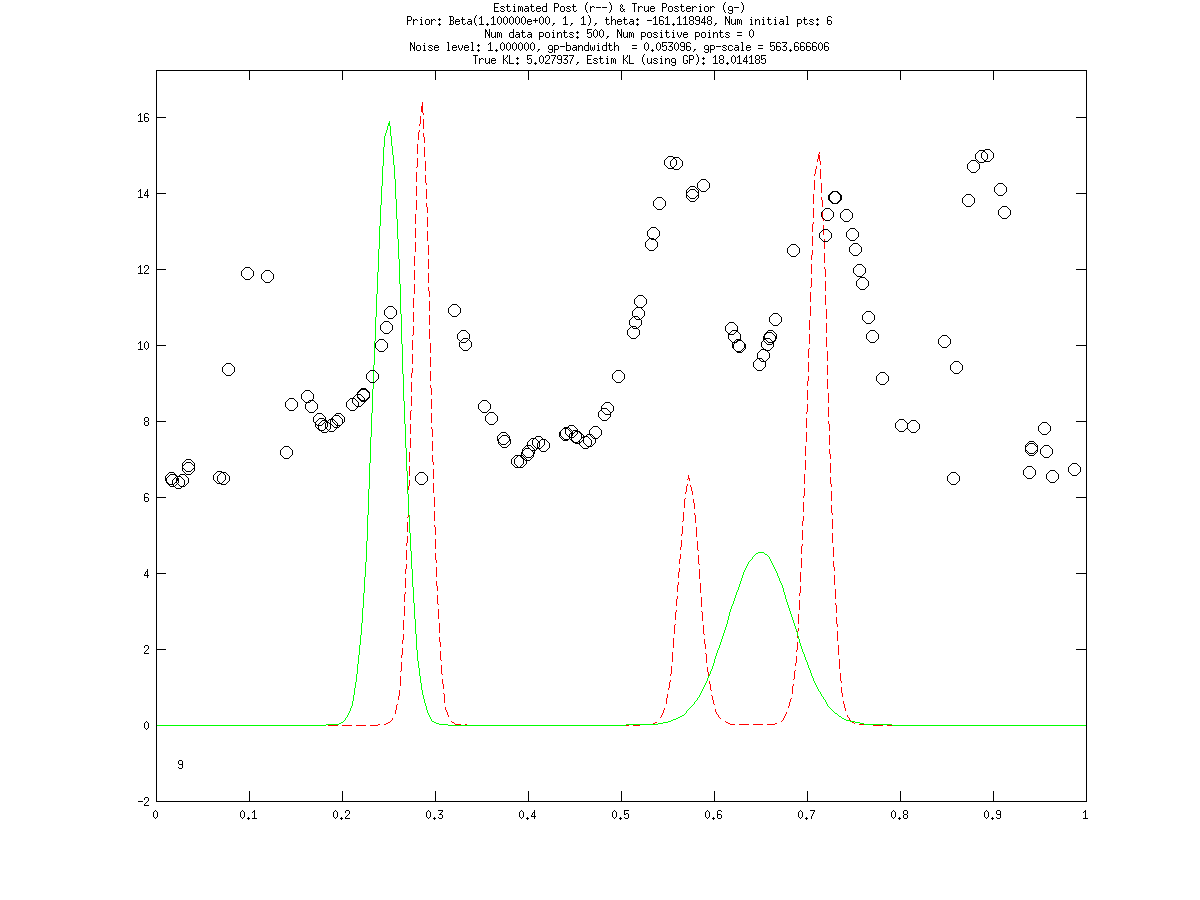 Estimated Post (r--) & True Posterior (g-)
Prior: Beta(1.100000e+00, 1, 1), theta: -161.118948, Num initial pts: 6
Num data points: 500, Num positive points = 0
Noise level: 1.000000, gp-bandwidth  = 0.053096, gp-scale = 563.666606
True KL: 5.027937, Estim KL (using GP): 18.014185
16
14
12
10
8
6
4
2
0
9
-2
0 0.1 0.2 0.3 0.4 0.5 0.6 0.7 0.8 0.9 1